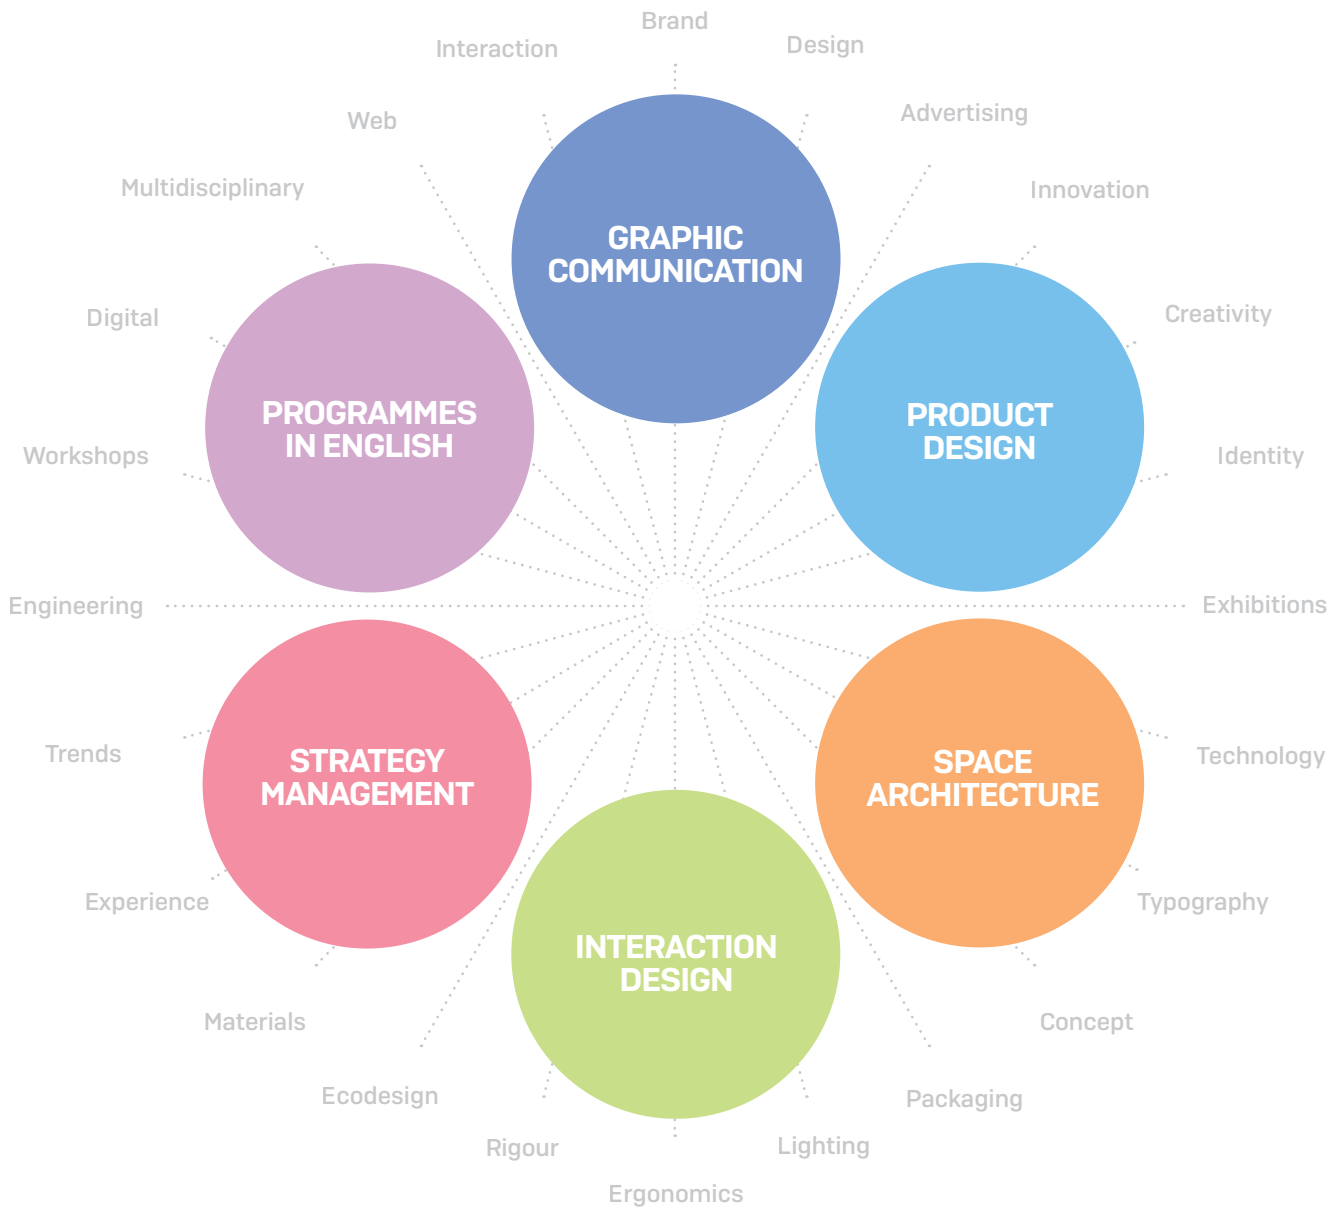 Brand
Interaction
Design
Web
Advertising
Multidisciplinary
Innovation
GRAPHIC
COMMUNICATION
Digital
Creativity
PROGRAMMES
IN ENGLISH
PRODUCT
DESIGN
Workshops
Identity
Engineering
Exhibitions
Trends
STRATEGY
MANAGEMENT
SPACE
ARCHITECTURE
Technology
Experience
Typography
INTERACTION
DESIGN
Materials
Concept
Ecodesign
Packaging
Rigour
Lighting
Ergonomics